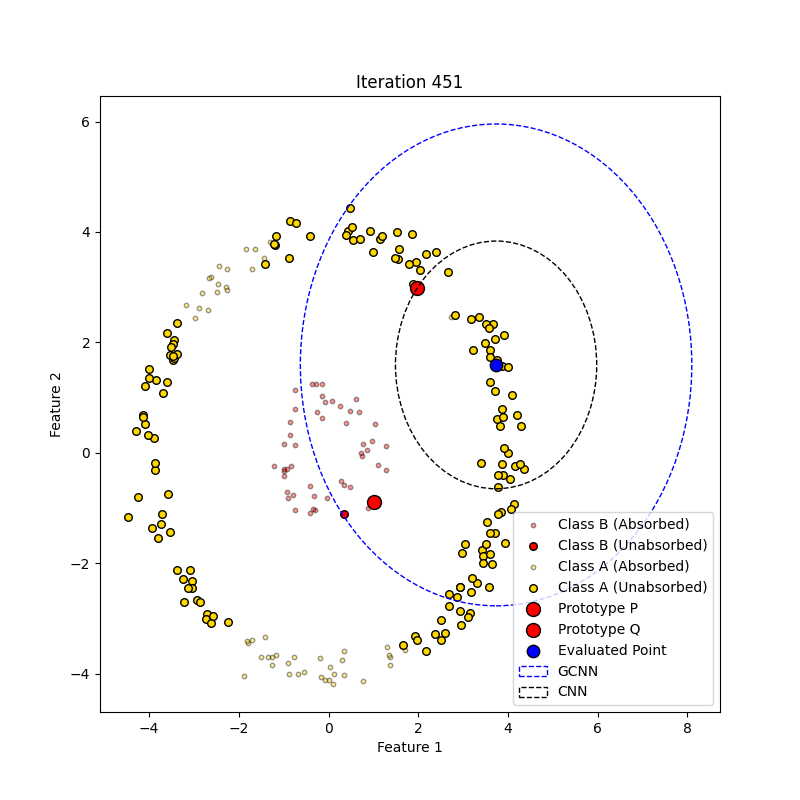 Iteration 451
Feature 2
6
4
2
0
−2
−4
−4
−2
0
2
4
6
8
Feature 1
Class B (Absorbed)
Class B (Unabsorbed)
Class A (Absorbed)
Class A (Unabsorbed)
Prototype P
Prototype Q
Evaluated Point
GCNN
CNN